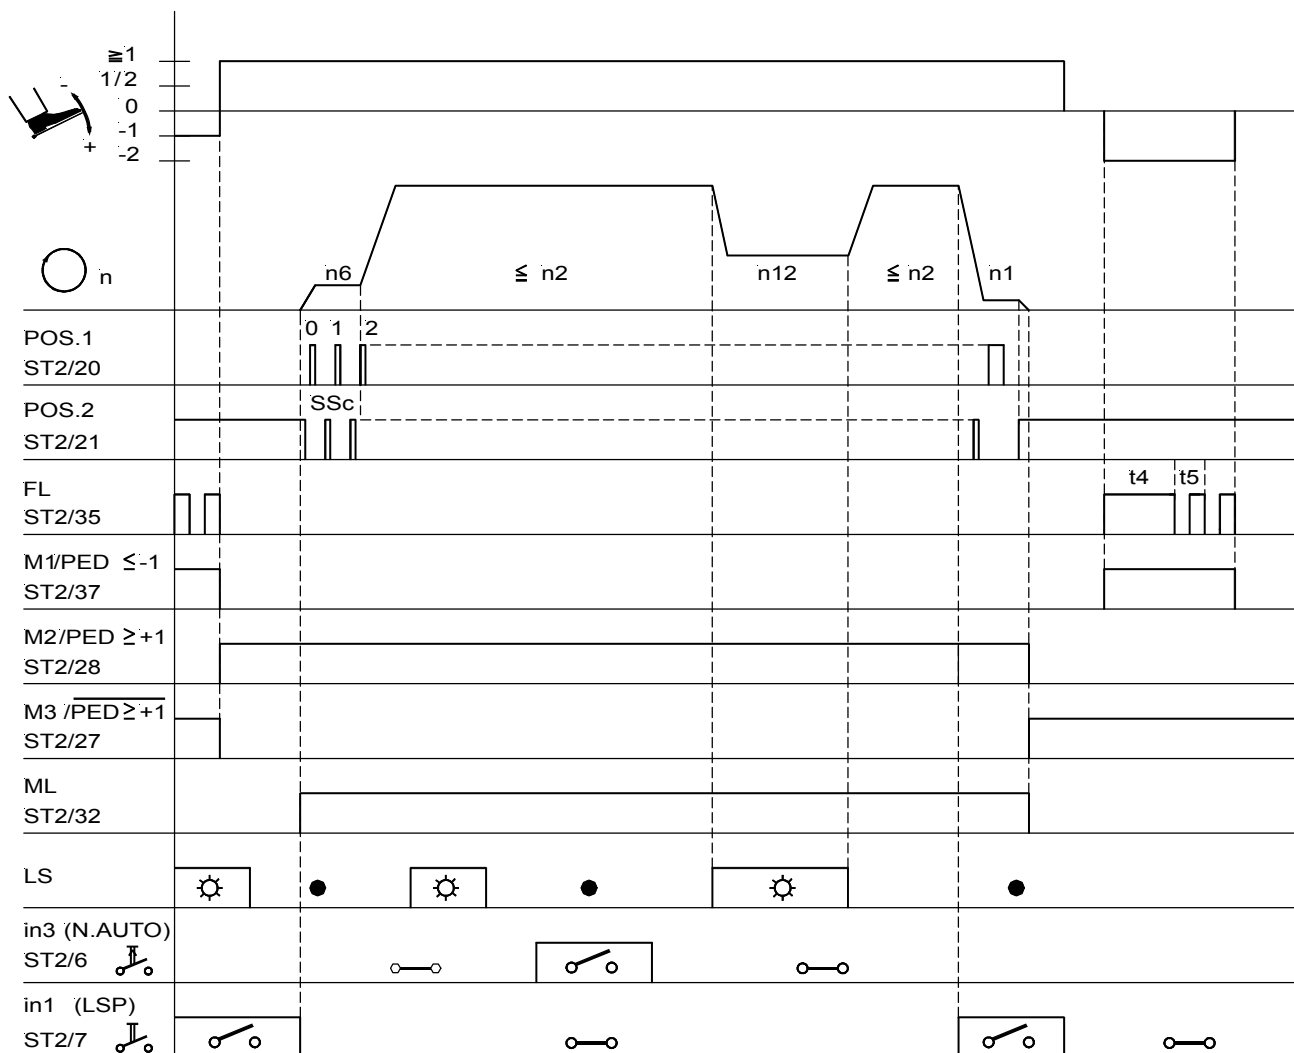 ≧1
- 1/2
0
-1
+
-2
n
n6
≦ n2
n12
≦ n2
n1
POS.1
0 1 2
ST2/20
POS.2
SSc
ST2/21
FL
t4 t5
ST2/35
M1/PED ≤-1
ST2/37
M2/PED ≥+1
ST2/28
M3 /PED≥+1
ST2/27
ML
ST2/32
LS
in3 (N.AUTO)
ST2/6
in1 (LSP)
ST2/7